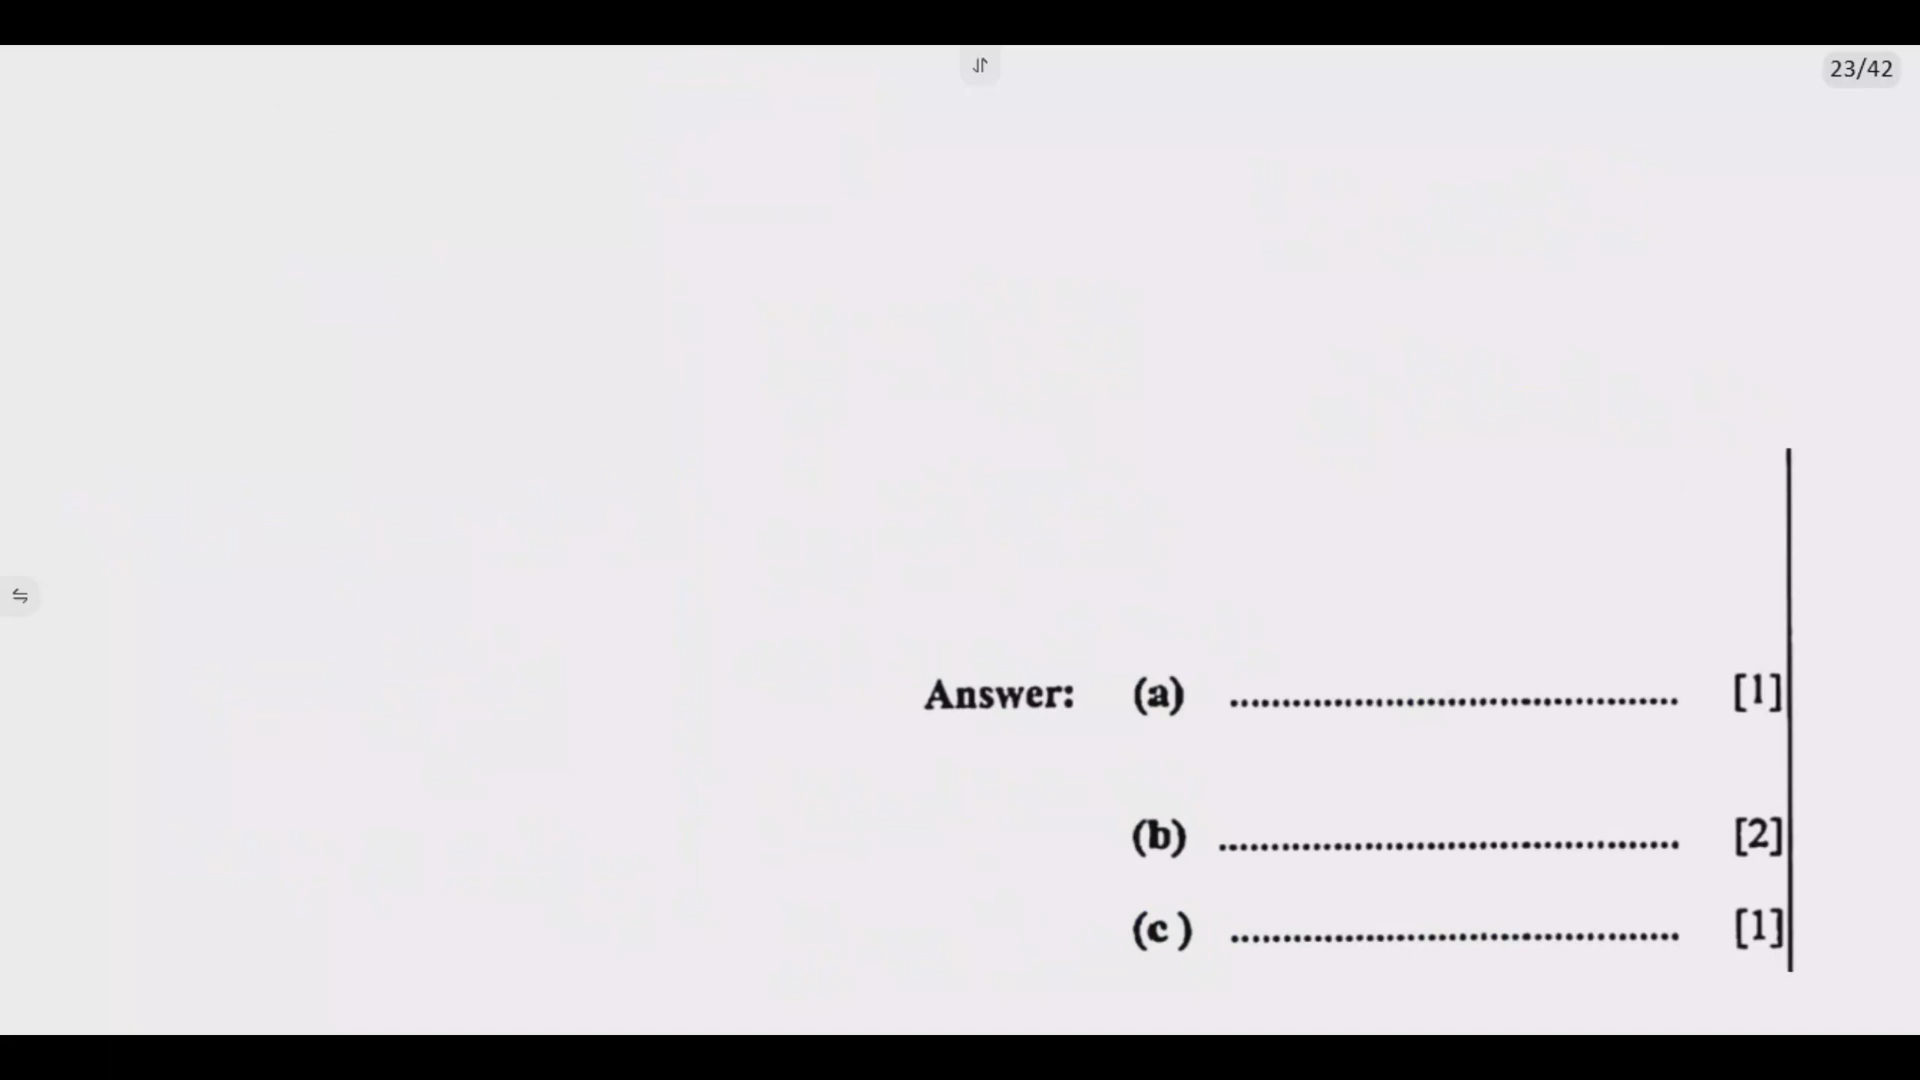 23/42
Answer: (a) ........................................... [1]
(b) ............................................ [2]
(c ) ........................................... [1]